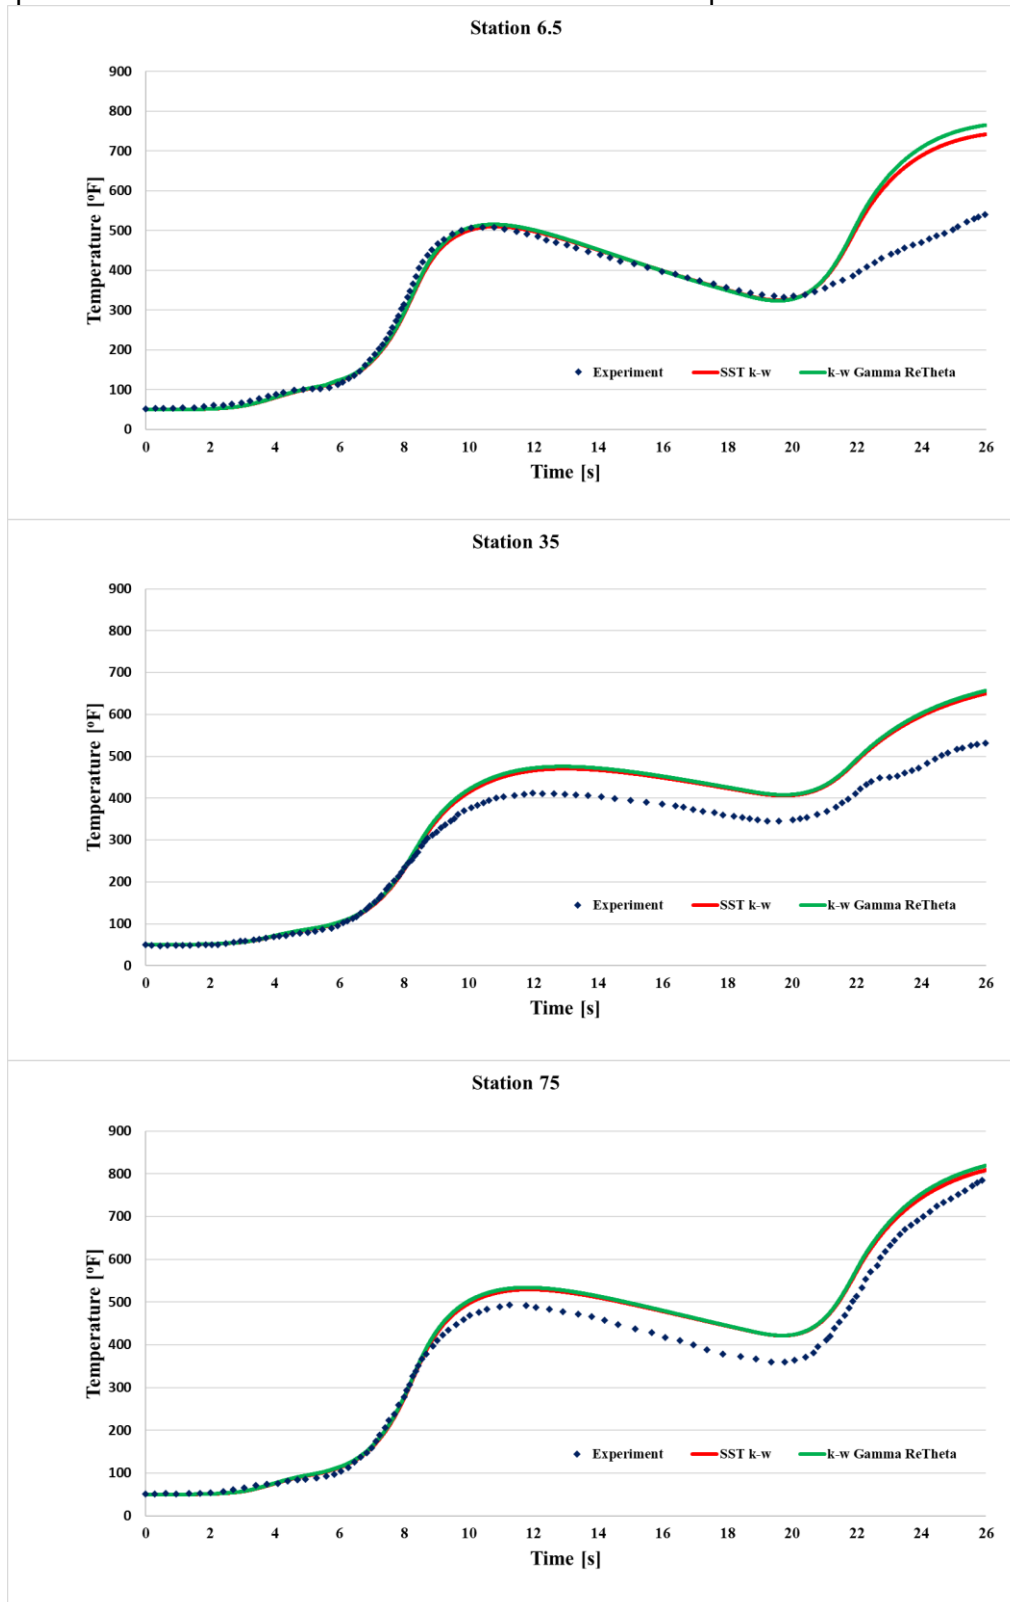 Station 6.5
900
800
700
600
500
400
300
200
100
0
Temperature [ºF]
Experiment SST k-w k-w Gamma ReTheta
0 2 4 6 8 10 12 14 16 18 20 22 24 26
Time [s]
Station 35
900
800
700
600
500
400
300
200
100
0
Temperature [ºF]
Experiment SST k-w k-w Gamma ReTheta
0 2 4 6 8 10 12 14 16 18 20 22 24 26
Time [s]
Station 75
900
800
700
600
500
400
300
200
100
0
Temperature [ºF]
Experiment SST k-w k-w Gamma ReTheta
0 2 4 6 8 10 12 14 16 18 20 22 24 26
Time [s]